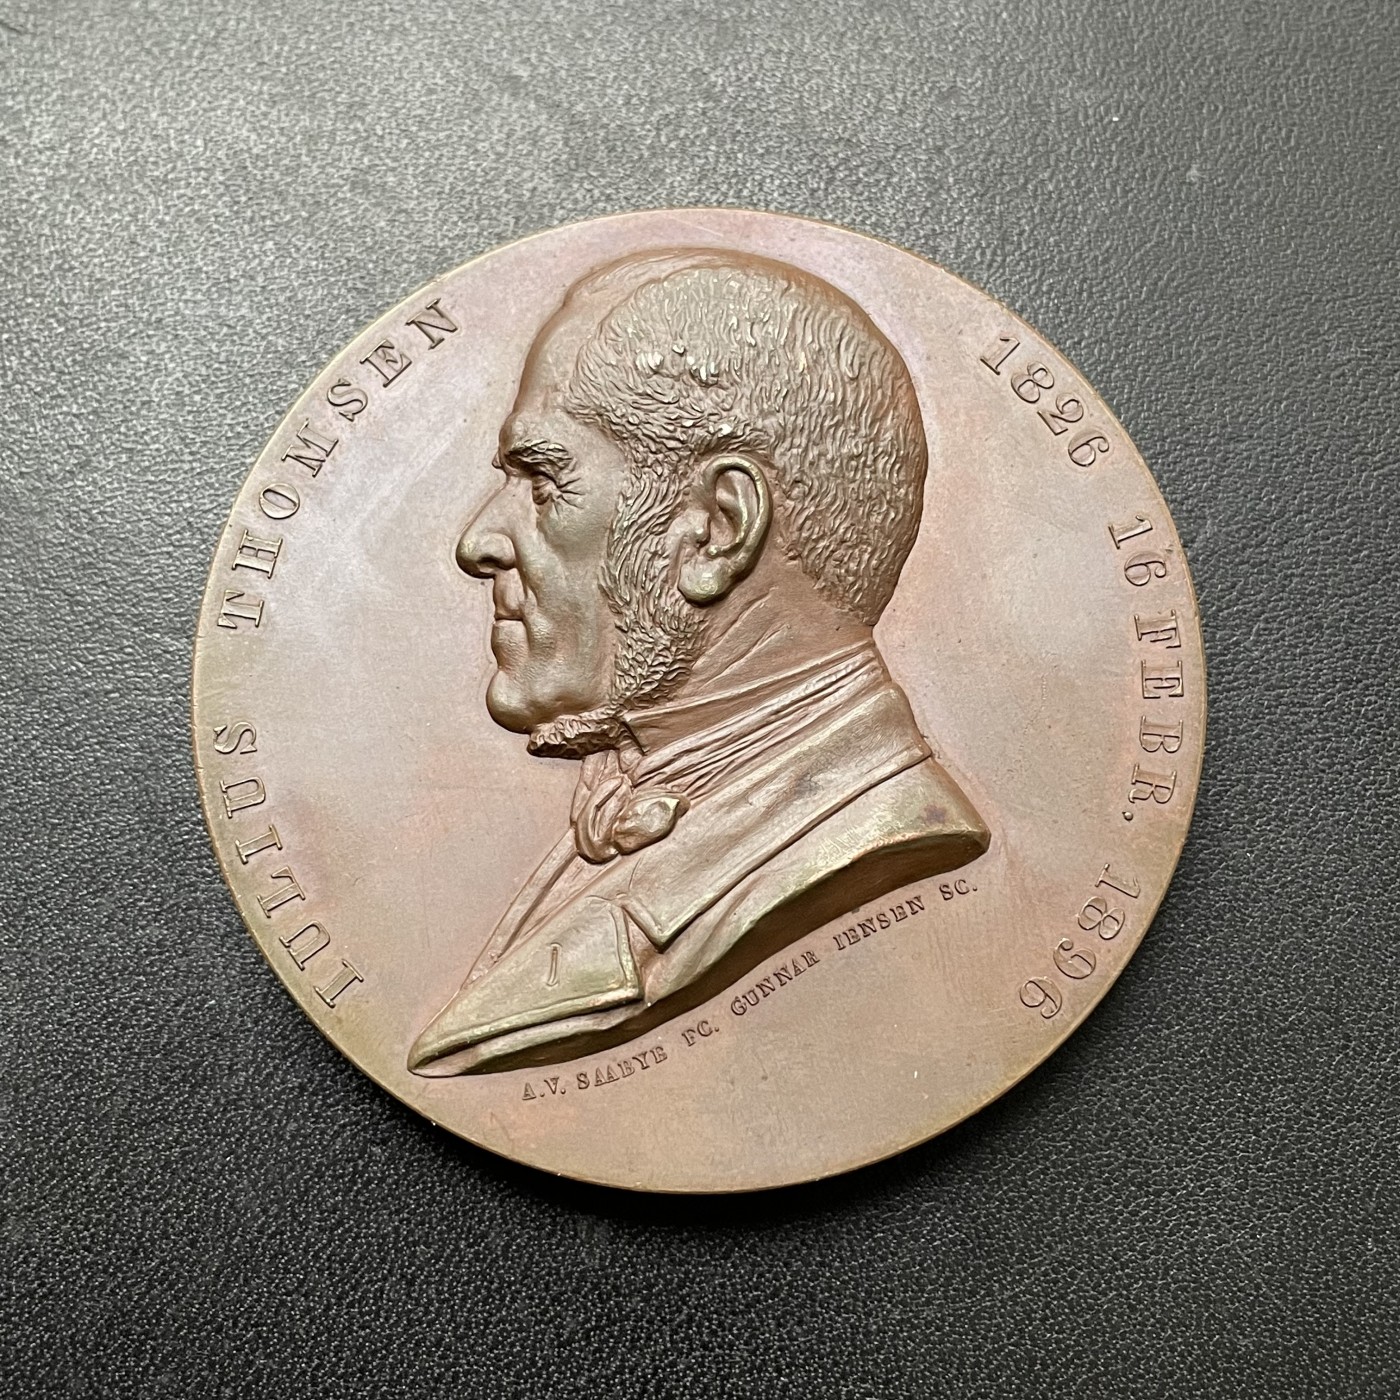 IULIUS THOMSEN
1826 16 FEBR. 1896
A.V. SAABYE FC. GUNNAR IENSEN SC.